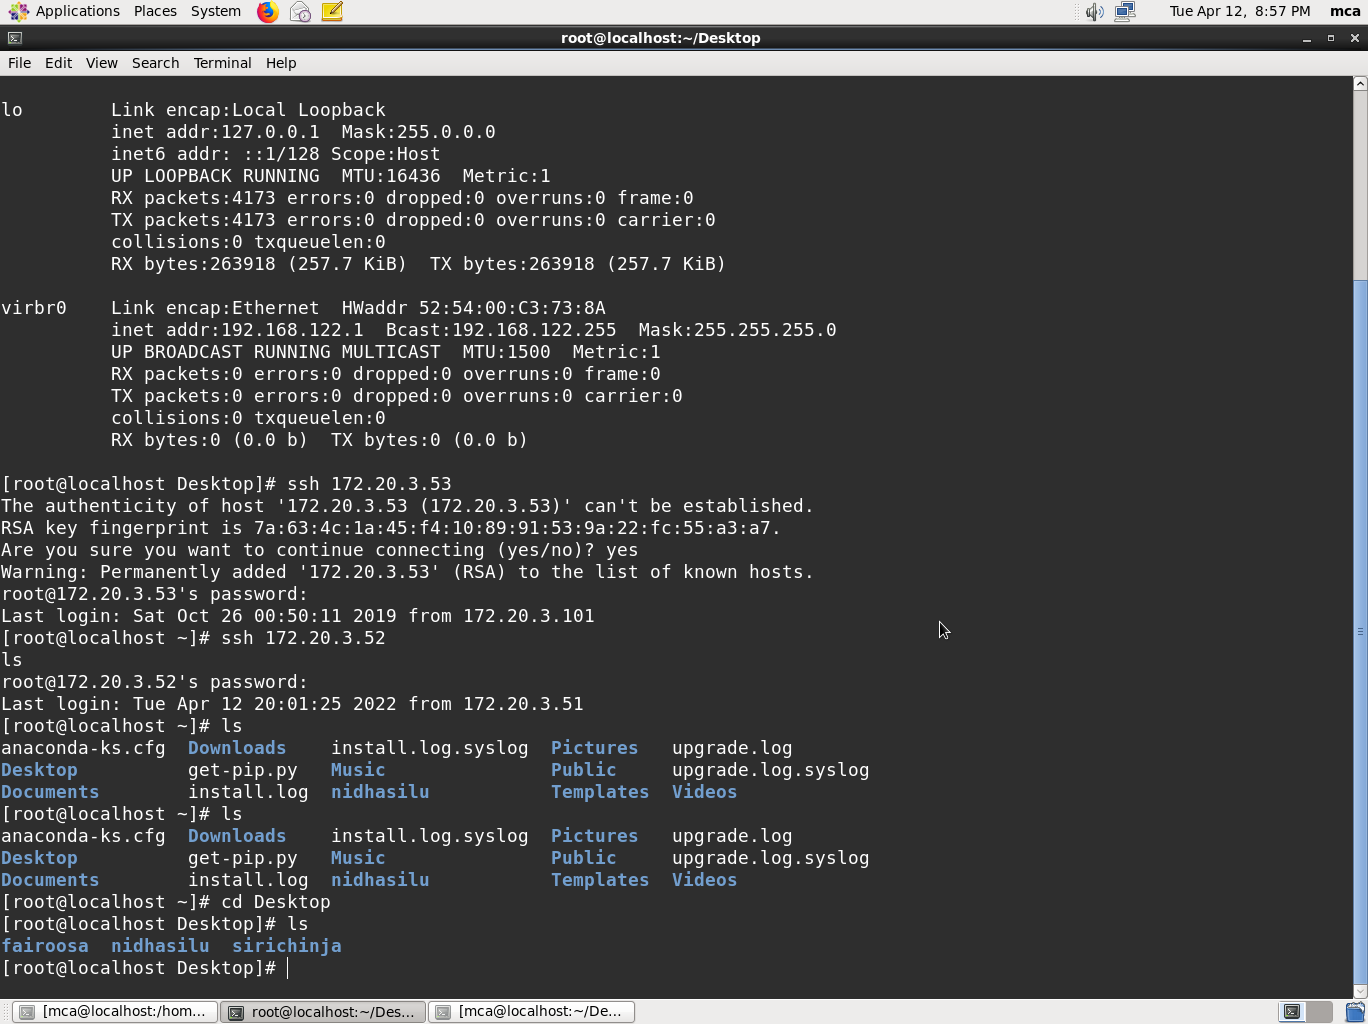 Applications Places System Tue Apr 12, 8:57 PM mca
root@localhost:~/Desktop
File Edit View Search Terminal Help
lo        Link encap:Local Loopback
          inet addr:127.0.0.1  Mask:255.0.0.0
          inet6 addr: ::1/128 Scope:Host
          UP LOOPBACK RUNNING  MTU:16436  Metric:1
          RX packets:4173 errors:0 dropped:0 overruns:0 frame:0
          TX packets:4173 errors:0 dropped:0 overruns:0 carrier:0
          collisions:0 txqueuelen:0
          RX bytes:263918 (257.7 KiB)  TX bytes:263918 (257.7 KiB)
virbr0    Link encap:Ethernet  HWaddr 52:54:00:C3:73:8A
          inet addr:192.168.122.1  Bcast:192.168.122.255  Mask:255.255.255.0
          UP BROADCAST RUNNING MULTICAST  MTU:1500  Metric:1
          RX packets:0 errors:0 dropped:0 overruns:0 frame:0
          TX packets:0 errors:0 dropped:0 overruns:0 carrier:0
          collisions:0 txqueuelen:0
          RX bytes:0 (0.0 b)  TX bytes:0 (0.0 b)
[root@localhost Desktop]# ssh 172.20.3.53
The authenticity of host '172.20.3.53 (172.20.3.53)' can't be established.
RSA key fingerprint is 7a:63:4c:1a:45:f4:10:89:91:53:9a:22:fc:55:a3:a7.
Are you sure you want to continue connecting (yes/no)? yes
Warning: Permanently added '172.20.3.53' (RSA) to the list of known hosts.
root@172.20.3.53's password:
Last login: Sat Oct 26 00:50:11 2019 from 172.20.3.101
[root@localhost ~]# ssh 172.20.3.52
ls
root@172.20.3.52's password:
Last login: Tue Apr 12 20:01:25 2022 from 172.20.3.51
[root@localhost ~]# ls
anaconda-ks.cfg  Downloads    install.log.syslog  Pictures   upgrade.log
Desktop          get-pip.py   Music               Public     upgrade.log.syslog
Documents        install.log  nidhasilu           Templates  Videos
[root@localhost ~]# ls
anaconda-ks.cfg  Downloads    install.log.syslog  Pictures   upgrade.log
Desktop          get-pip.py   Music               Public     upgrade.log.syslog
Documents        install.log  nidhasilu           Templates  Videos
[root@localhost ~]# cd Desktop
[root@localhost Desktop]# ls
fairoosa  nidhasilu  sirichinja
[root@localhost Desktop]#
[mca@localhost:/hom... root@localhost:~/Des... [mca@localhost:~/De...